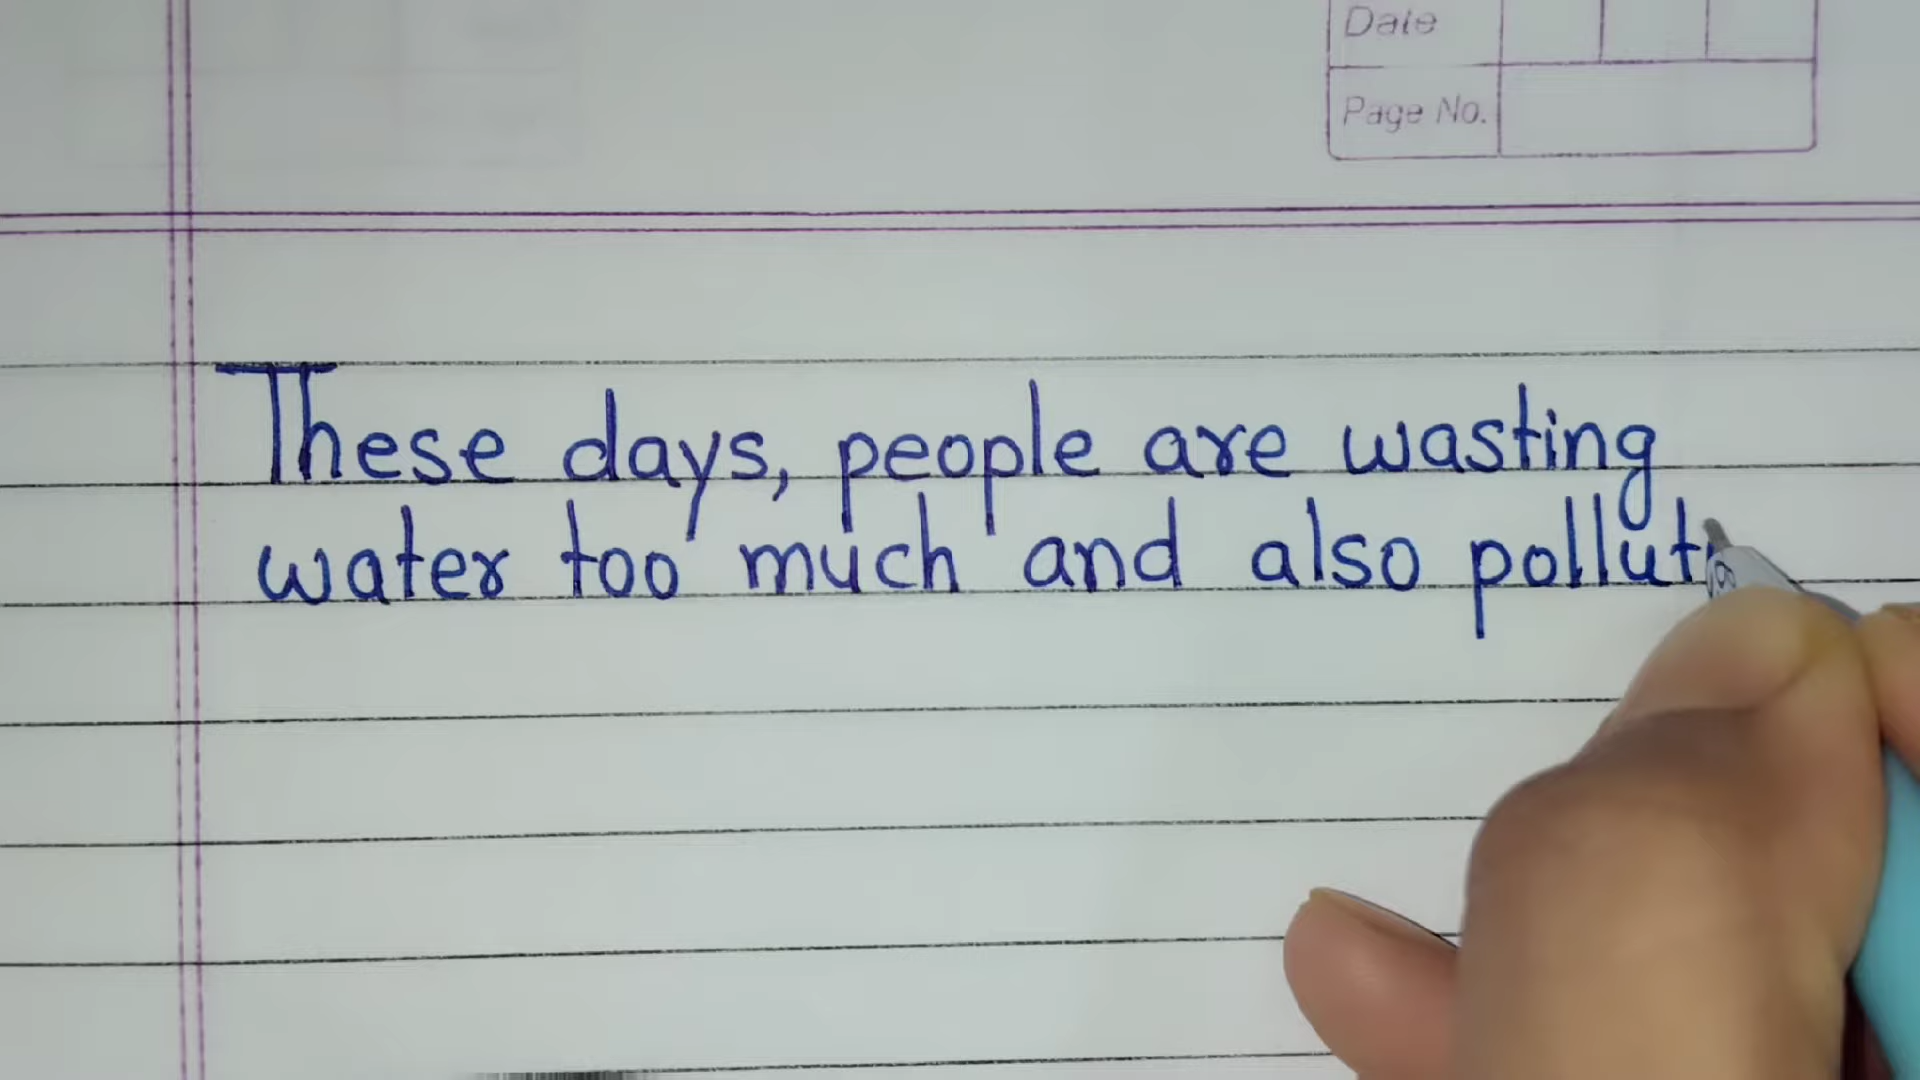 Date
Page No.
These days, people are wasting
water too much and also pollut